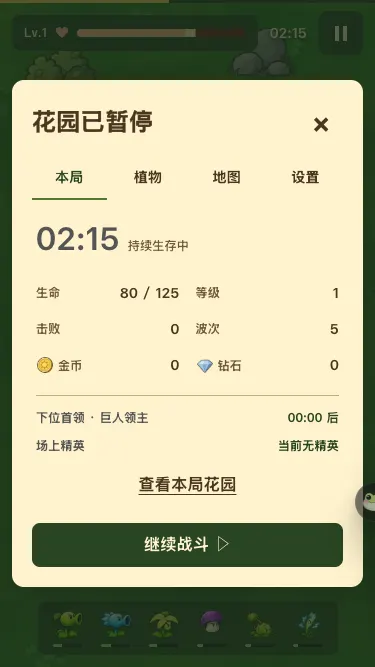 Lv.1 02:15
花园已暂停 ×
本局 植物 地图 设置
02:15 持续生存中
生命 80 / 125 等级 1
击败 0 波次 5
金币 0 钻石 0
下位首领 · 巨人领主 00:00 后
场上精英 当前无精英
查看本局花园
继续战斗 ▷